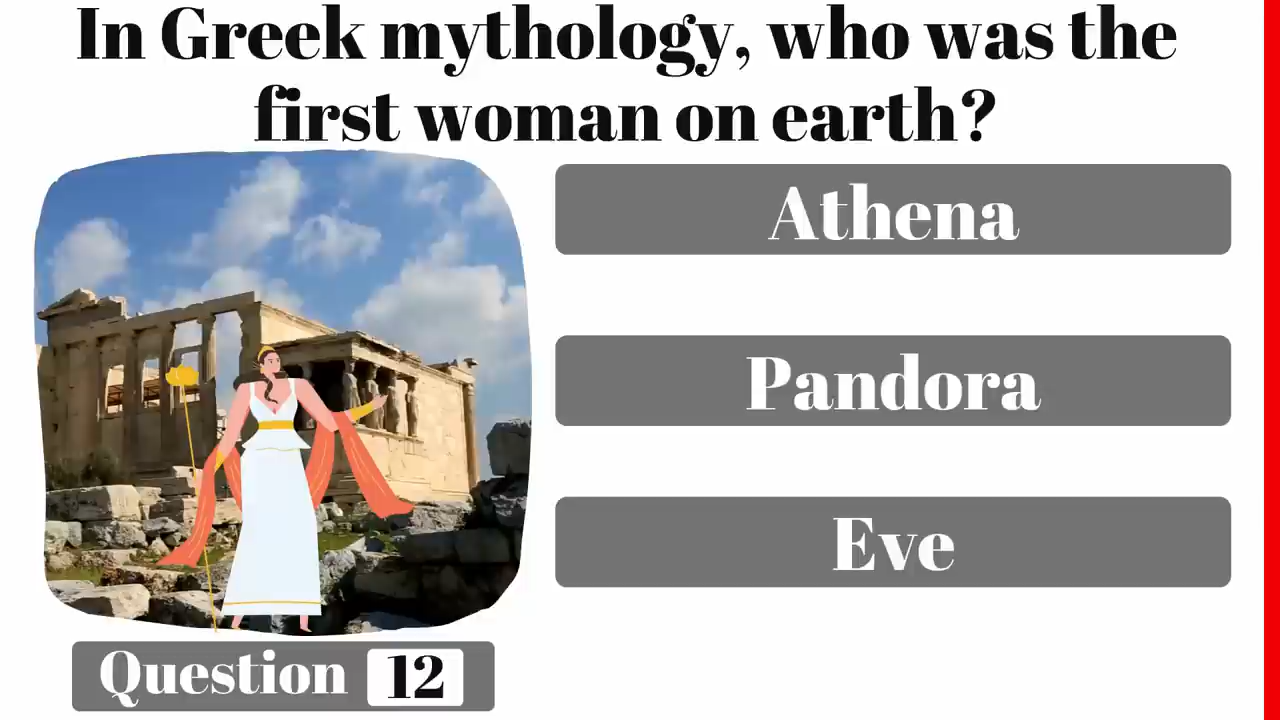 In Greek mythology, who was the
first woman on earth?
Athena
Pandora
Eve
Question 12